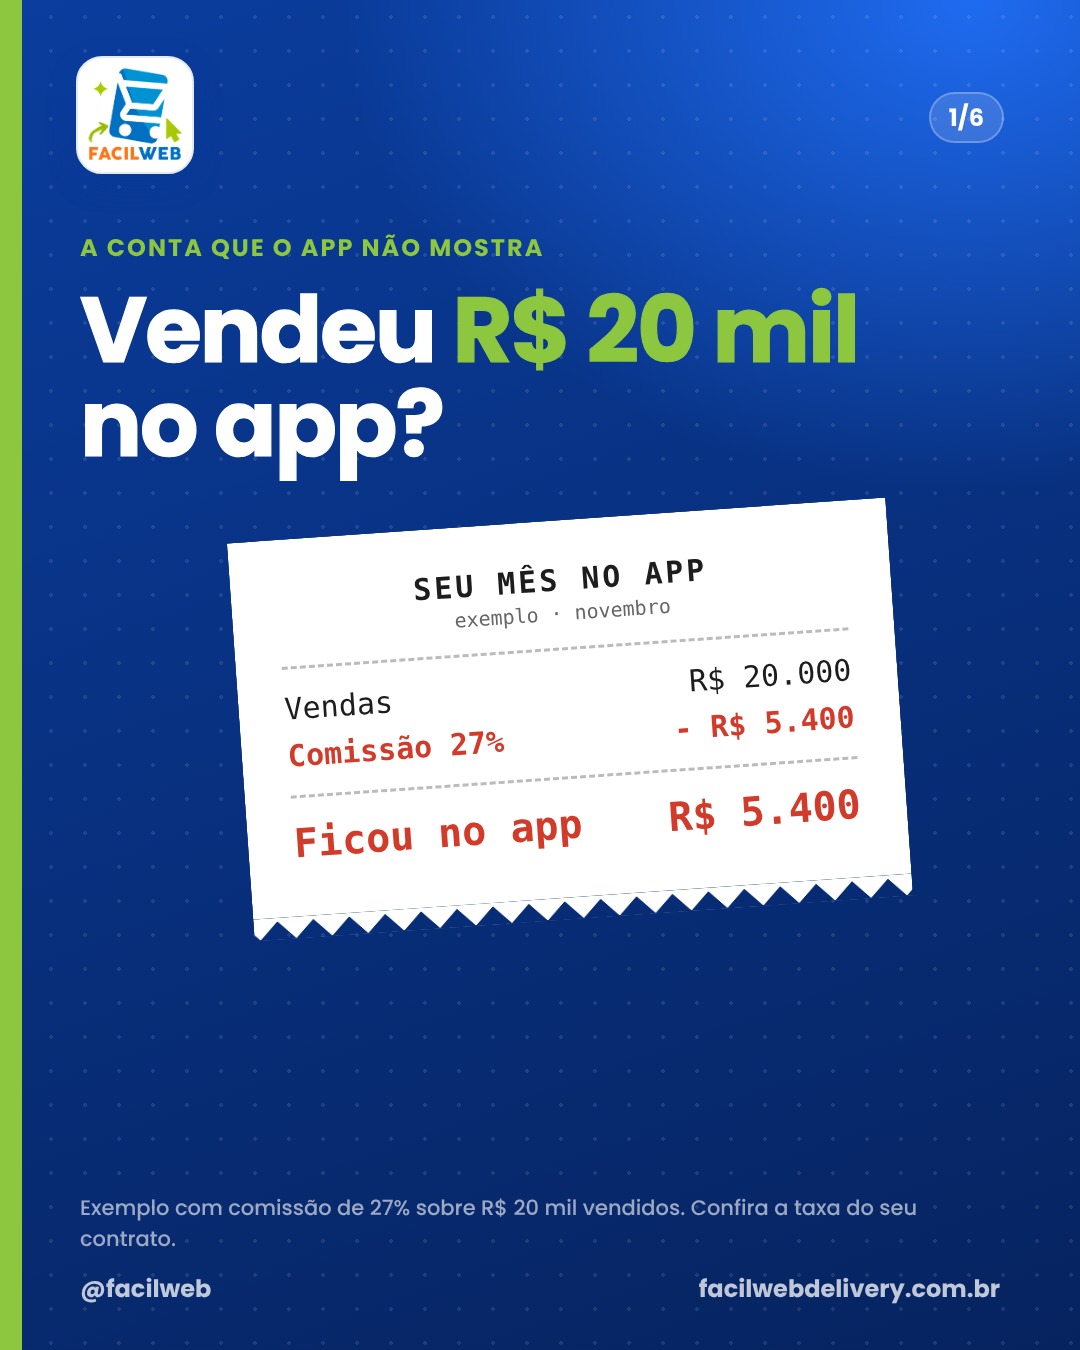 FACILWEB
1/6
A CONTA QUE O APP NÃO MOSTRA
Vendeu R$ 20 mil
no app?
SEU MÊS NO APP
exemplo · novembro
Vendas R$ 20.000
Comissão 27% - R$ 5.400
Ficou no app R$ 5.400
Exemplo com comissão de 27% sobre R$ 20 mil vendidos. Confira a taxa do seu
contrato.
@facilweb facilwebdelivery.com.br